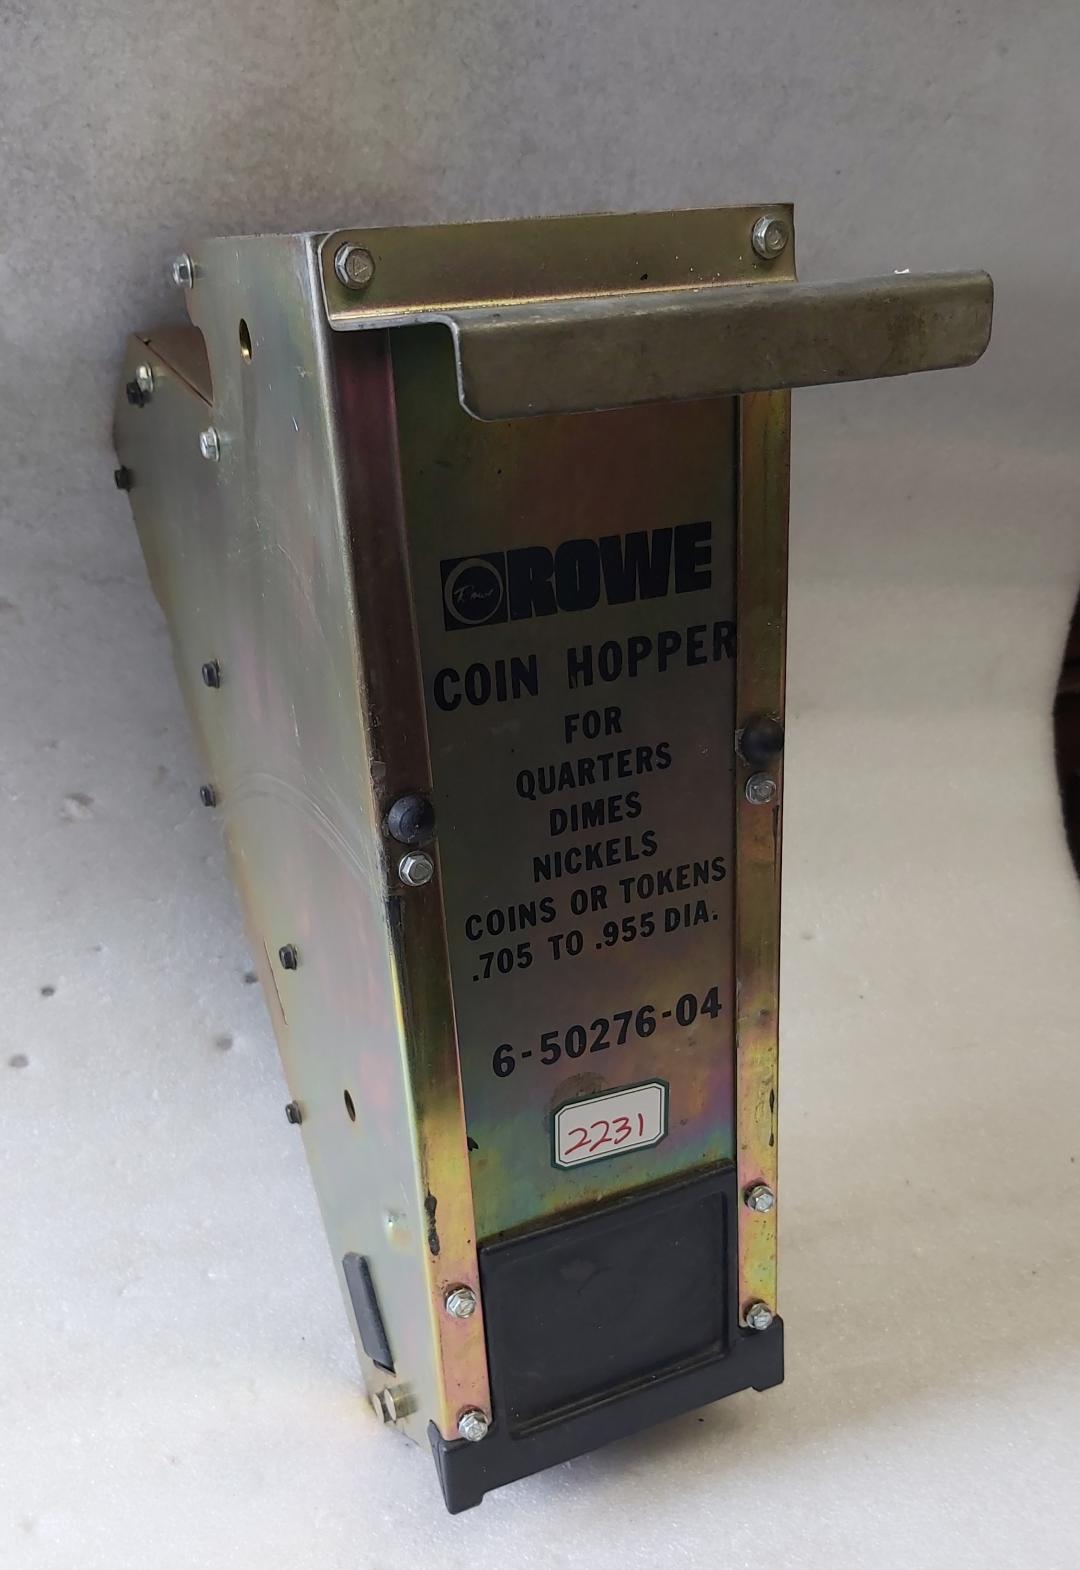 ROWE
COIN HOPPER
FOR
QUARTERS
DIMES
NICKELS
COINS OR TOKENS
.705 TO .955 DIA.
6-50276-04
2231